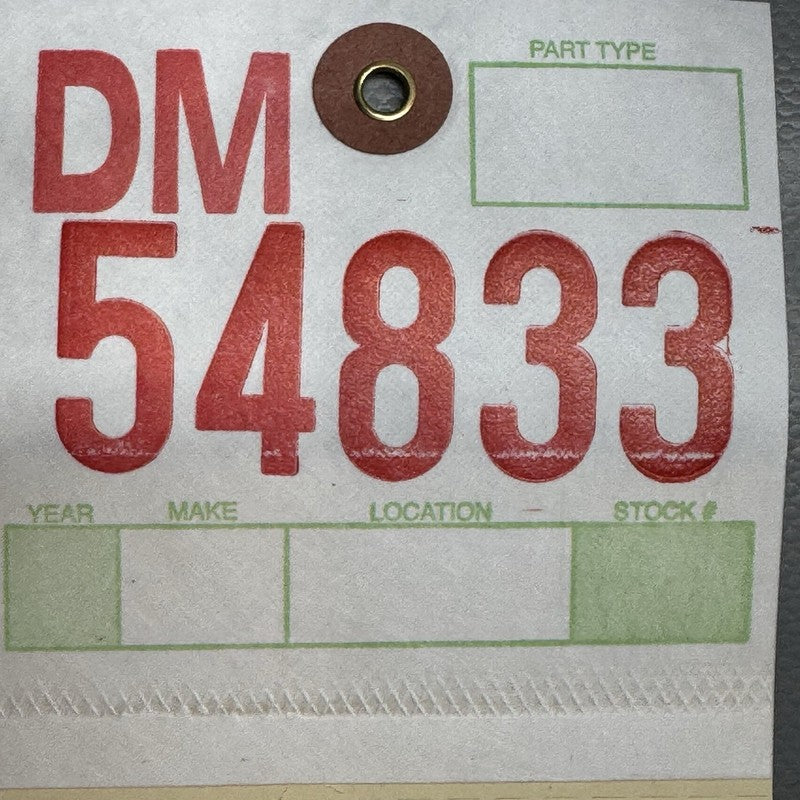 DM
PART TYPE
54833
YEAR MAKE LOCATION STOCK #